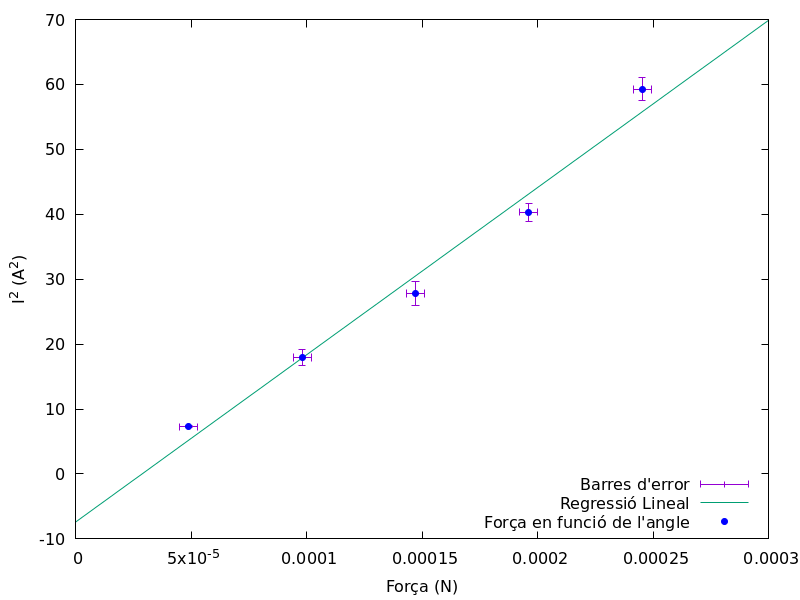 70
60
50
40
30
20
10
0
-10
I² (A²)
Barres d'error
Regressió Lineal
Força en funció de l'angle
0 5x10⁻⁵ 0.0001 0.00015 0.0002 0.00025 0.0003
Força (N)